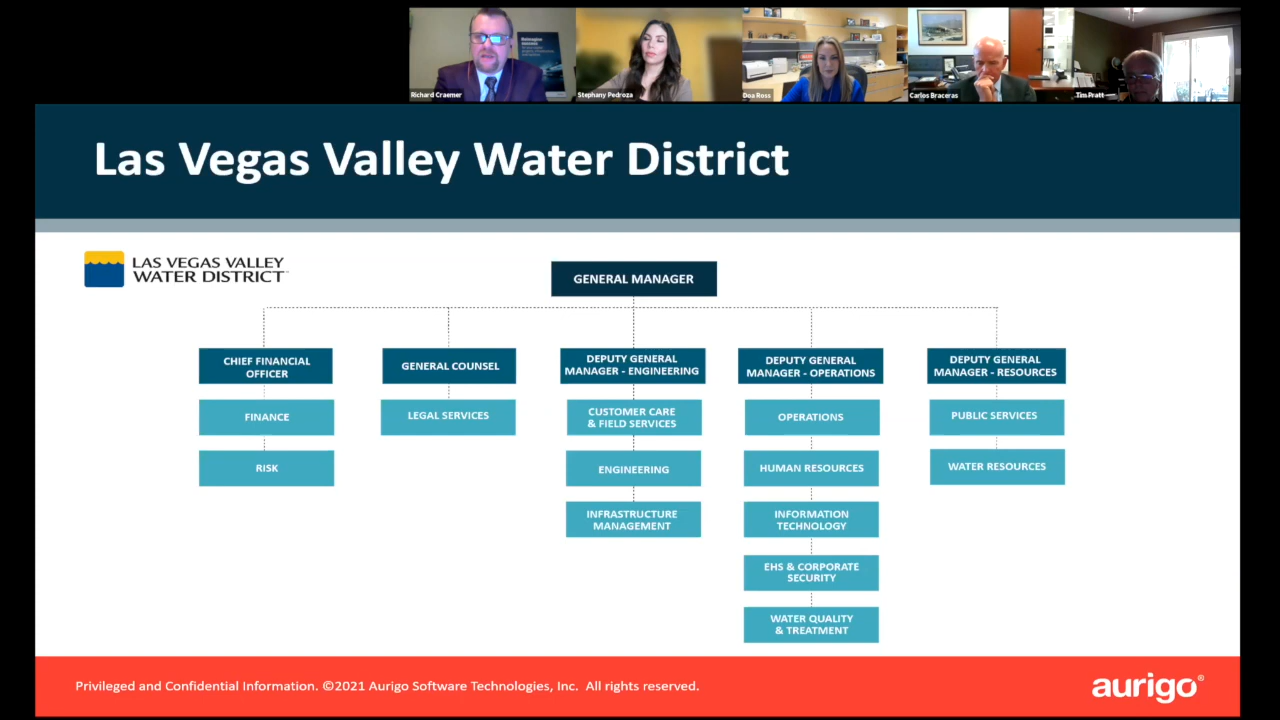 Richard Craemer
Stephany Pedroza
Doa Ross
Carlos Braceras
Tim Pratt
Las Vegas Valley Water District
LAS VEGAS VALLEY
WATER DISTRICT
GENERAL MANAGER
CHIEF FINANCIAL
OFFICER
FINANCE
RISK
GENERAL COUNSEL
LEGAL SERVICES
DEPUTY GENERAL
MANAGER - ENGINEERING
CUSTOMER CARE
& FIELD SERVICES
ENGINEERING
INFRASTRUCTURE
MANAGEMENT
DEPUTY GENERAL
MANAGER - OPERATIONS
OPERATIONS
HUMAN RESOURCES
INFORMATION
TECHNOLOGY
EHS & CORPORATE
SECURITY
WATER QUALITY
& TREATMENT
DEPUTY GENERAL
MANAGER - RESOURCES
PUBLIC SERVICES
WATER RESOURCES
Privileged and Confidential Information. ©2021 Aurigo Software Technologies, Inc. All rights reserved.
aurigo®